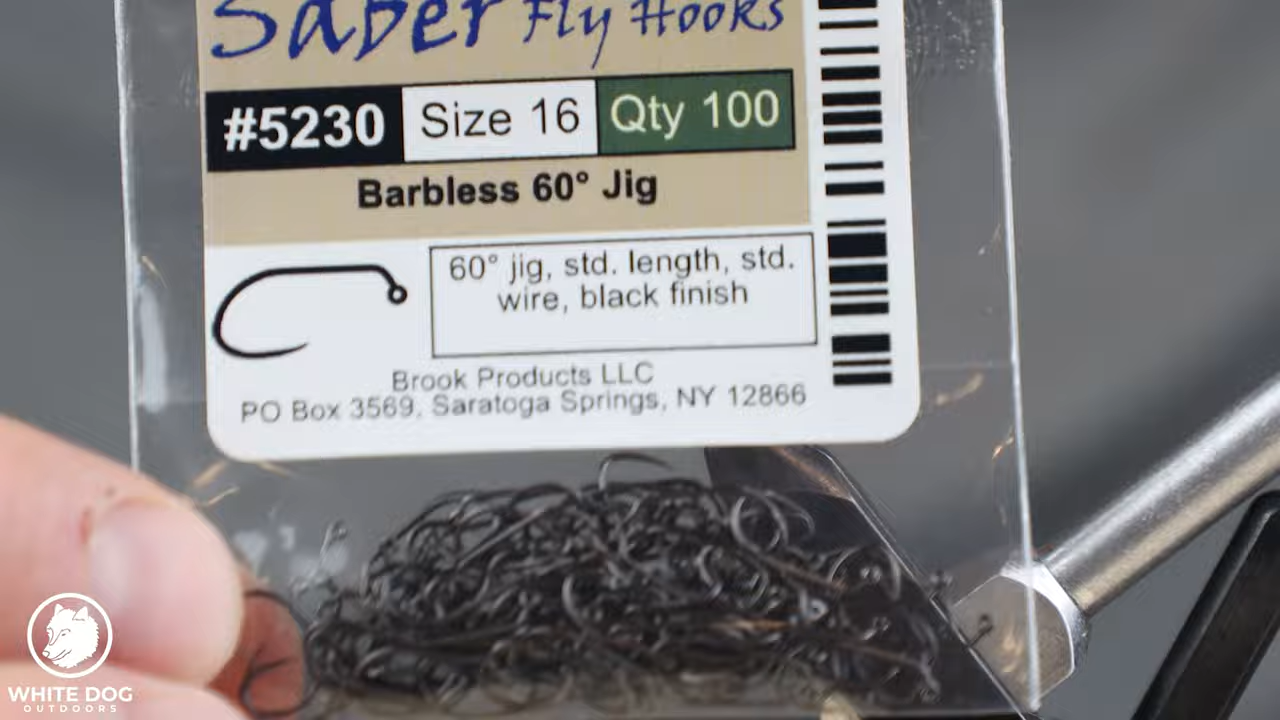 Saber Fly Hooks
#5230 Size 16 Qty 100
Barbless 60° Jig
60° jig, std. length, std.
wire, black finish
Brook Products LLC
PO Box 3569, Saratoga Springs, NY 12866
WHITE DOG
OUTDOORS